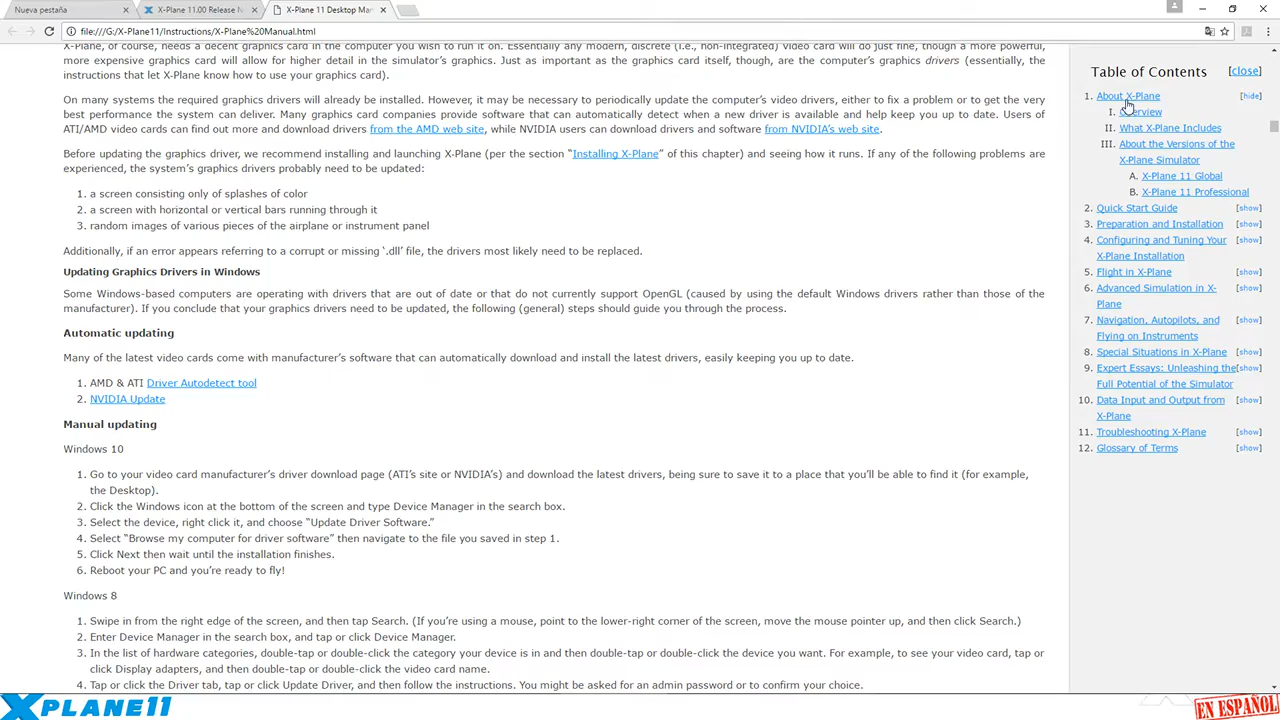 Nueva pestaña
X-Plane 11.00 Release N
X-Plane 11 Desktop Man
file:///G:/X-Plane11/Instructions/X-Plane%20Manual.html
X-Plane, of course, needs a decent graphics card in the computer you wish to run it on. Essentially any modern, discrete (i.e., non-integrated) video card will do just fine, though a more powerful,
more expensive graphics card will allow for higher detail in the simulator's graphics. Just as important as the graphics card itself, though, are the computer's graphics drivers (essentially, the
instructions that let X-Plane know how to use your graphics card).
On many systems the required graphics drivers will already be installed. However, it may be necessary to periodically update the computer's video drivers, either to fix a problem or to get the very
best performance the system can deliver. Many graphics card companies provide software that can automatically detect when a new driver is available and help keep you up to date. Users of
ATI/AMD video cards can find out more and download drivers from the AMD web site, while NVIDIA users can download drivers and software from NVIDIA's web site.
Before updating the graphics driver, we recommend installing and launching X-Plane (per the section “Installing X-Plane” of this chapter) and seeing how it runs. If any of the following problems are
experienced, the system's graphics drivers probably need to be updated:
1. a screen consisting only of splashes of color
2. a screen with horizontal or vertical bars running through it
3. random images of various pieces of the airplane or instrument panel
Additionally, if an error appears referring to a corrupt or missing ‘.dll’ file, the drivers most likely need to be replaced.
Updating Graphics Drivers in Windows
Some Windows-based computers are operating with drivers that are out of date or that do not currently support OpenGL (caused by using the default Windows drivers rather than those of the
manufacturer). If you conclude that your graphics drivers need to be updated, the following (general) steps should guide you through the process.
Automatic updating
Many of the latest video cards come with manufacturer's software that can automatically download and install the latest drivers, easily keeping you up to date.
1. AMD & ATI Driver Autodetect tool
2. NVIDIA Update
Manual updating
Windows 10
1. Go to your video card manufacturer's driver download page (ATI's site or NVIDIA's) and download the latest drivers, being sure to save it to a place that you'll be able to find it (for example,
the Desktop).
2. Click the Windows icon at the bottom of the screen and type Device Manager in the search box.
3. Select the device, right click it, and choose “Update Driver Software.”
4. Select “Browse my computer for driver software” then navigate to the file you saved in step 1.
5. Click Next then wait until the installation finishes.
6. Reboot your PC and you're ready to fly!
Windows 8
1. Swipe in from the right edge of the screen, and then tap Search. (If you're using a mouse, point to the lower-right corner of the screen, move the mouse pointer up, and then click Search.)
2. Enter Device Manager in the search box, and tap or click Device Manager.
3. In the list of hardware categories, double-tap or double-click the category your device is in and then double-tap or double-click the device you want. For example, to see your video card, tap or
click Display adapters, and then double-tap or double-click the video card name.
4. Tap or click the Driver tab, tap or click Update Driver, and then follow the instructions. You might be asked for an admin password or to confirm your choice.
Table of Contents [close]
1. About X-Plane [hide]
I. Overview
II. What X-Plane Includes
III. About the Versions of the
X-Plane Simulator
A. X-Plane 11 Global
B. X-Plane 11 Professional
2. Quick Start Guide [show]
3. Preparation and Installation [show]
4. Configuring and Tuning Your [show]
X-Plane Installation
5. Flight in X-Plane [show]
6. Advanced Simulation in X- [show]
Plane
7. Navigation, Autopilots, and [show]
Flying on Instruments
8. Special Situations in X-Plane [show]
9. Expert Essays: Unleashing the [show]
Full Potential of the Simulator
10. Data Input and Output from [show]
X-Plane
11. Troubleshooting X-Plane [show]
12. Glossary of Terms [show]
XPLANE11
EN ESPAÑOL